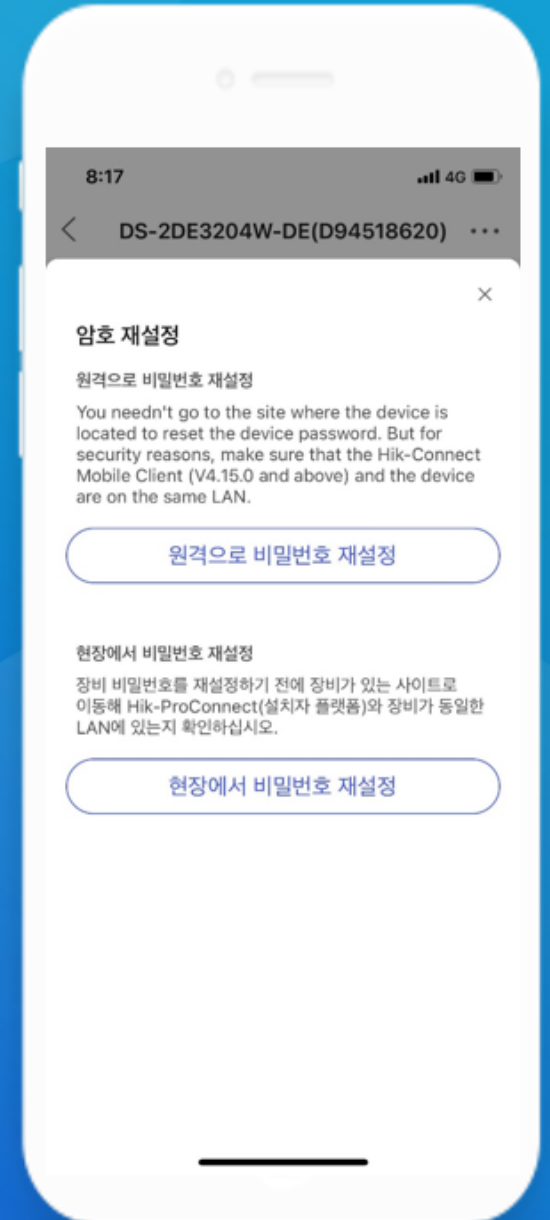 8:17
4G
DS-2DE3204W-DE(D94518620)
암호 재설정
원격으로 비밀번호 재설정
You needn't go to the site where the device is
located to reset the device password. But for
security reasons, make sure that the Hik-Connect
Mobile Client (V4.15.0 and above) and the device
are on the same LAN.
원격으로 비밀번호 재설정
현장에서 비밀번호 재설정
장비 비밀번호를 재설정하기 전에 장비가 있는 사이트로
이동해 Hik-ProConnect(설치자 플랫폼)와 장비가 동일한
LAN에 있는지 확인하십시오.
현장에서 비밀번호 재설정